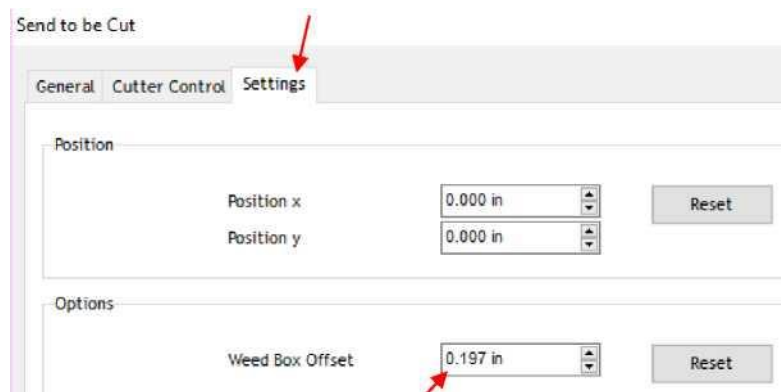 Send to be Cut
General Cutter Control Settings
Position
Position x 0.000 in Reset
Position y 0.000 in
Options
Weed Box Offset 0.197 in Reset